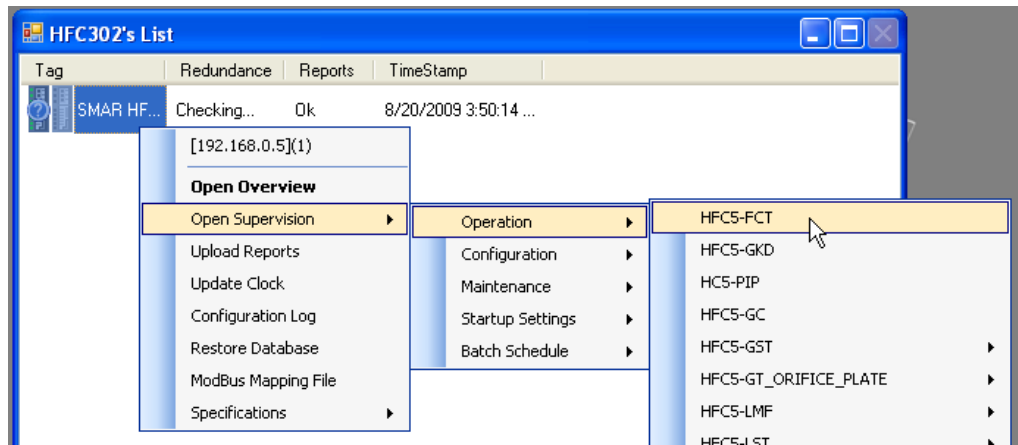 HFC302's List
Tag Redundance Reports TimeStamp
SMAR HF... Checking... Ok 8/20/2009 3:50:14 ...
[192.168.0.5](1)
Open Overview
Open Supervision
Upload Reports
Update Clock
Configuration Log
Restore Database
ModBus Mapping File
Specifications
Operation
Configuration
Maintenance
Startup Settings
Batch Schedule
HFC5-FCT
HFC5-GKD
HC5-PIP
HFC5-GC
HFC5-GST
HFC5-GT_ORIFICE_PLATE
HFC5-LMF
HFC5-LST